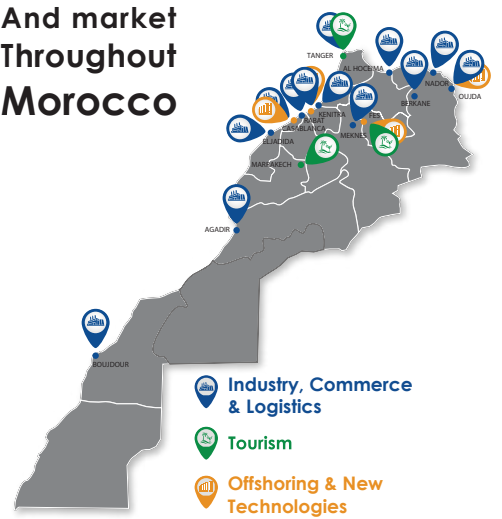 And market
Throughout
Morocco
TANGER
AL HOCEIMA
NADOR
OUJDA
BERKANE
KENITRA
RABAT
FES
CASABLANCA
MEKNES
ELJADIDA
MARRAKECH
AGADIR
BOUJDOUR
Industry, Commerce
& Logistics
Tourism
Offshoring & New
Technologies